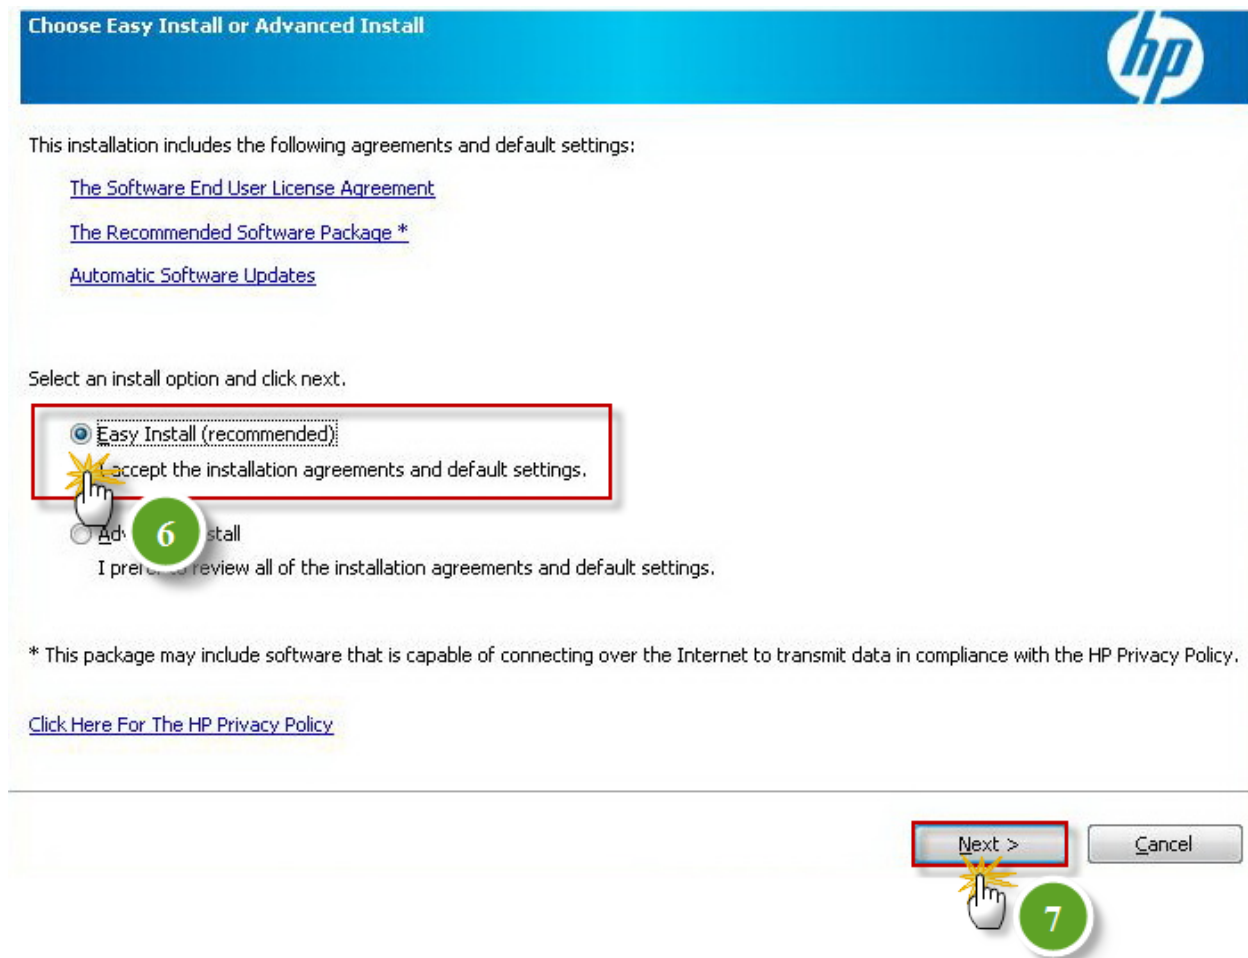 Choose Easy Install or Advanced Install
hp
This installation includes the following agreements and default settings:
The Software End User License Agreement
The Recommended Software Package *
Automatic Software Updates
Select an install option and click next.
Easy Install (recommended)
accept the installation agreements and default settings.
6
I review all of the installation agreements and default settings.
* This package may include software that is capable of connecting over the Internet to transmit data in compliance with the HP Privacy Policy.
Click Here For The HP Privacy Policy
Next >
Cancel
7